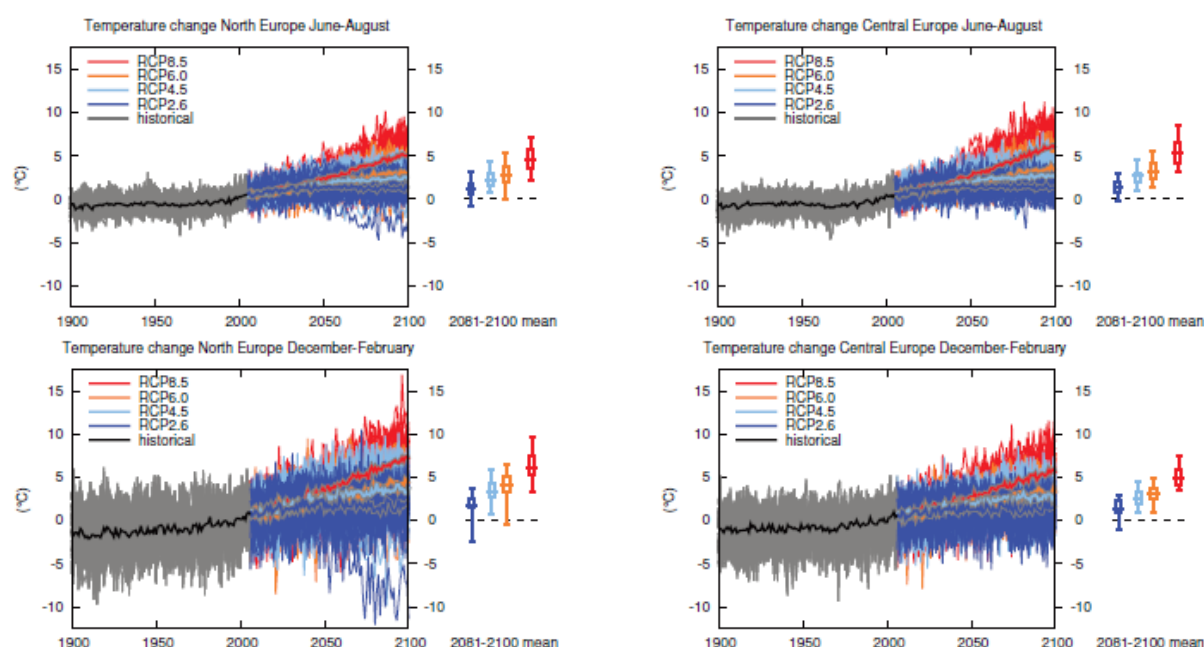 Temperature change North Europe June-August
RCP8.5
RCP6.0
RCP4.5
RCP2.6
historical
(°C)
15
10
5
0
-5
-10
15
10
5
0
-5
-10
1900 1950 2000 2050 2100 2081-2100 mean
Temperature change Central Europe June-August
RCP8.5
RCP6.0
RCP4.5
RCP2.6
historical
(°C)
15
10
5
0
-5
-10
15
10
5
0
-5
-10
1900 1950 2000 2050 2100 2081-2100 mean
Temperature change North Europe December-February
RCP8.5
RCP6.0
RCP4.5
RCP2.6
historical
(°C)
15
10
5
0
-5
-10
15
10
5
0
-5
-10
1900 1950 2000 2050 2100 2081-2100 mean
Temperature change Central Europe December-February
RCP8.5
RCP6.0
RCP4.5
RCP2.6
historical
(°C)
15
10
5
0
-5
-10
15
10
5
0
-5
-10
1900 1950 2000 2050 2100 2081-2100 mean